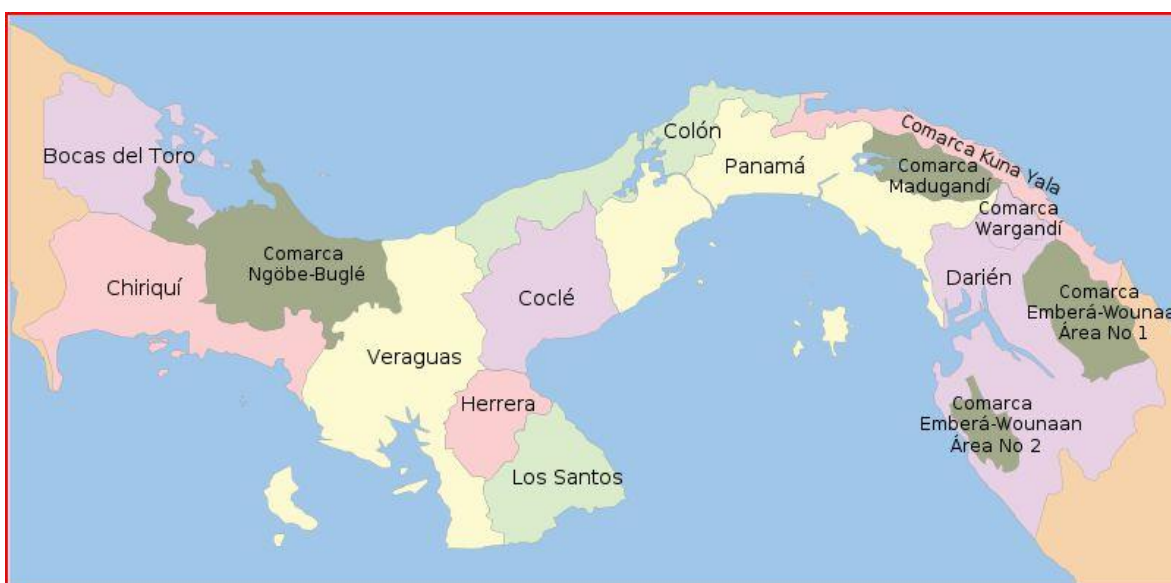 Bocas del Toro
Colón
Comarca Kuna Yala
Panamá
Comarca
Madugandí
Comarca
Wargandí
Comarca
Ngöbe-Buglé
Chiriquí
Coclé
Darién
Comarca
Emberá-Wounaa
Área No 1
Veraguas
Herrera
Comarca
Emberá-Wounaan
Área No 2
Los Santos